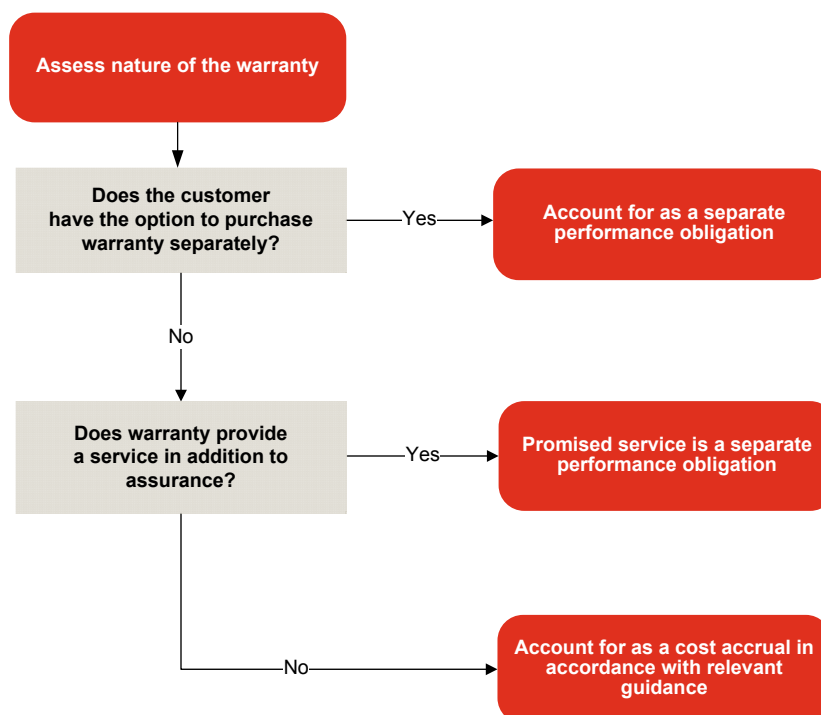 Assess nature of the warranty
Does the customer
have the option to purchase
warranty separately?
Yes
Account for as a separate
performance obligation
No
Does warranty provide
a service in addition to
assurance?
Yes
Promised service is a separate
performance obligation
No
Account for as a cost accrual in
accordance with relevant
guidance